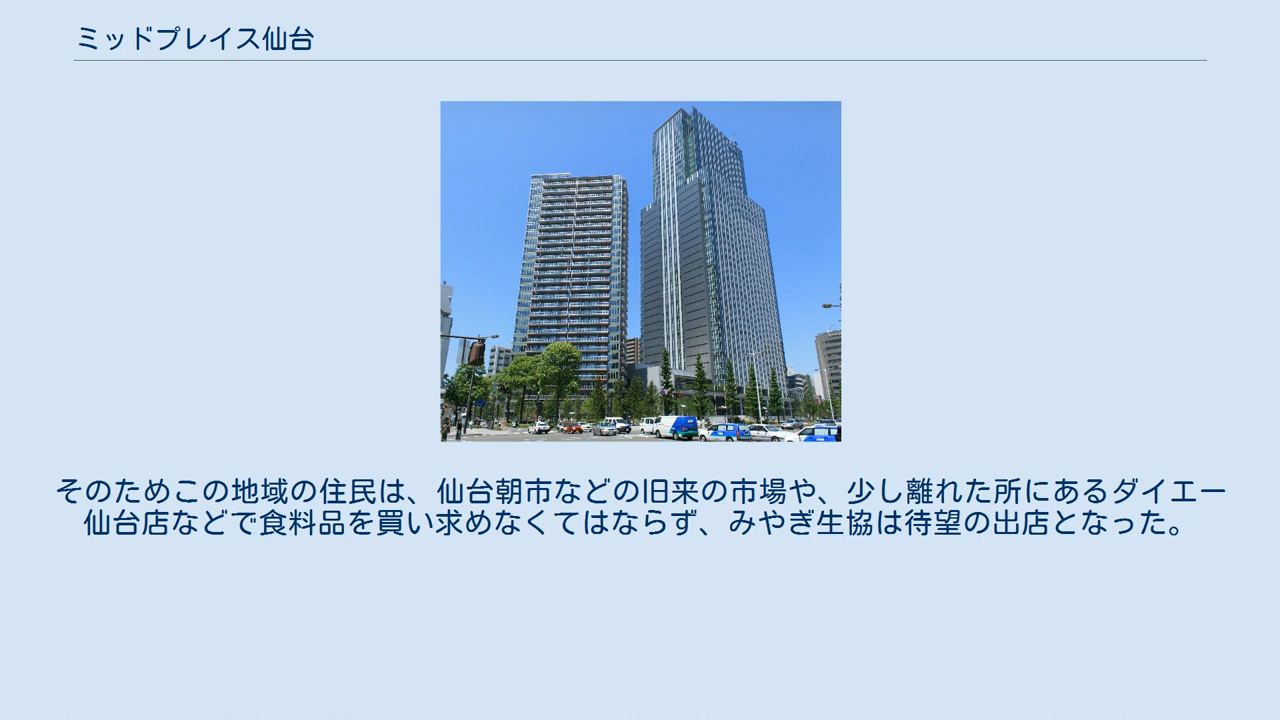 ミッドプレイス仙台
そのためこの地域の住民は、仙台朝市などの旧来の市場や、少し離れた所にあるダイエー
仙台店などで食料品を買い求めなくてはならず、みやぎ生協は待望の出店となった。